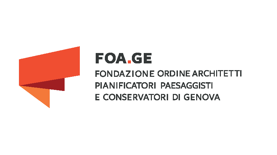 FOA.GE
FONDAZIONE ORDINE ARCHITETTI
PIANIFICATORI PAESAGGISTI
E CONSERVATORI DI GENOVA